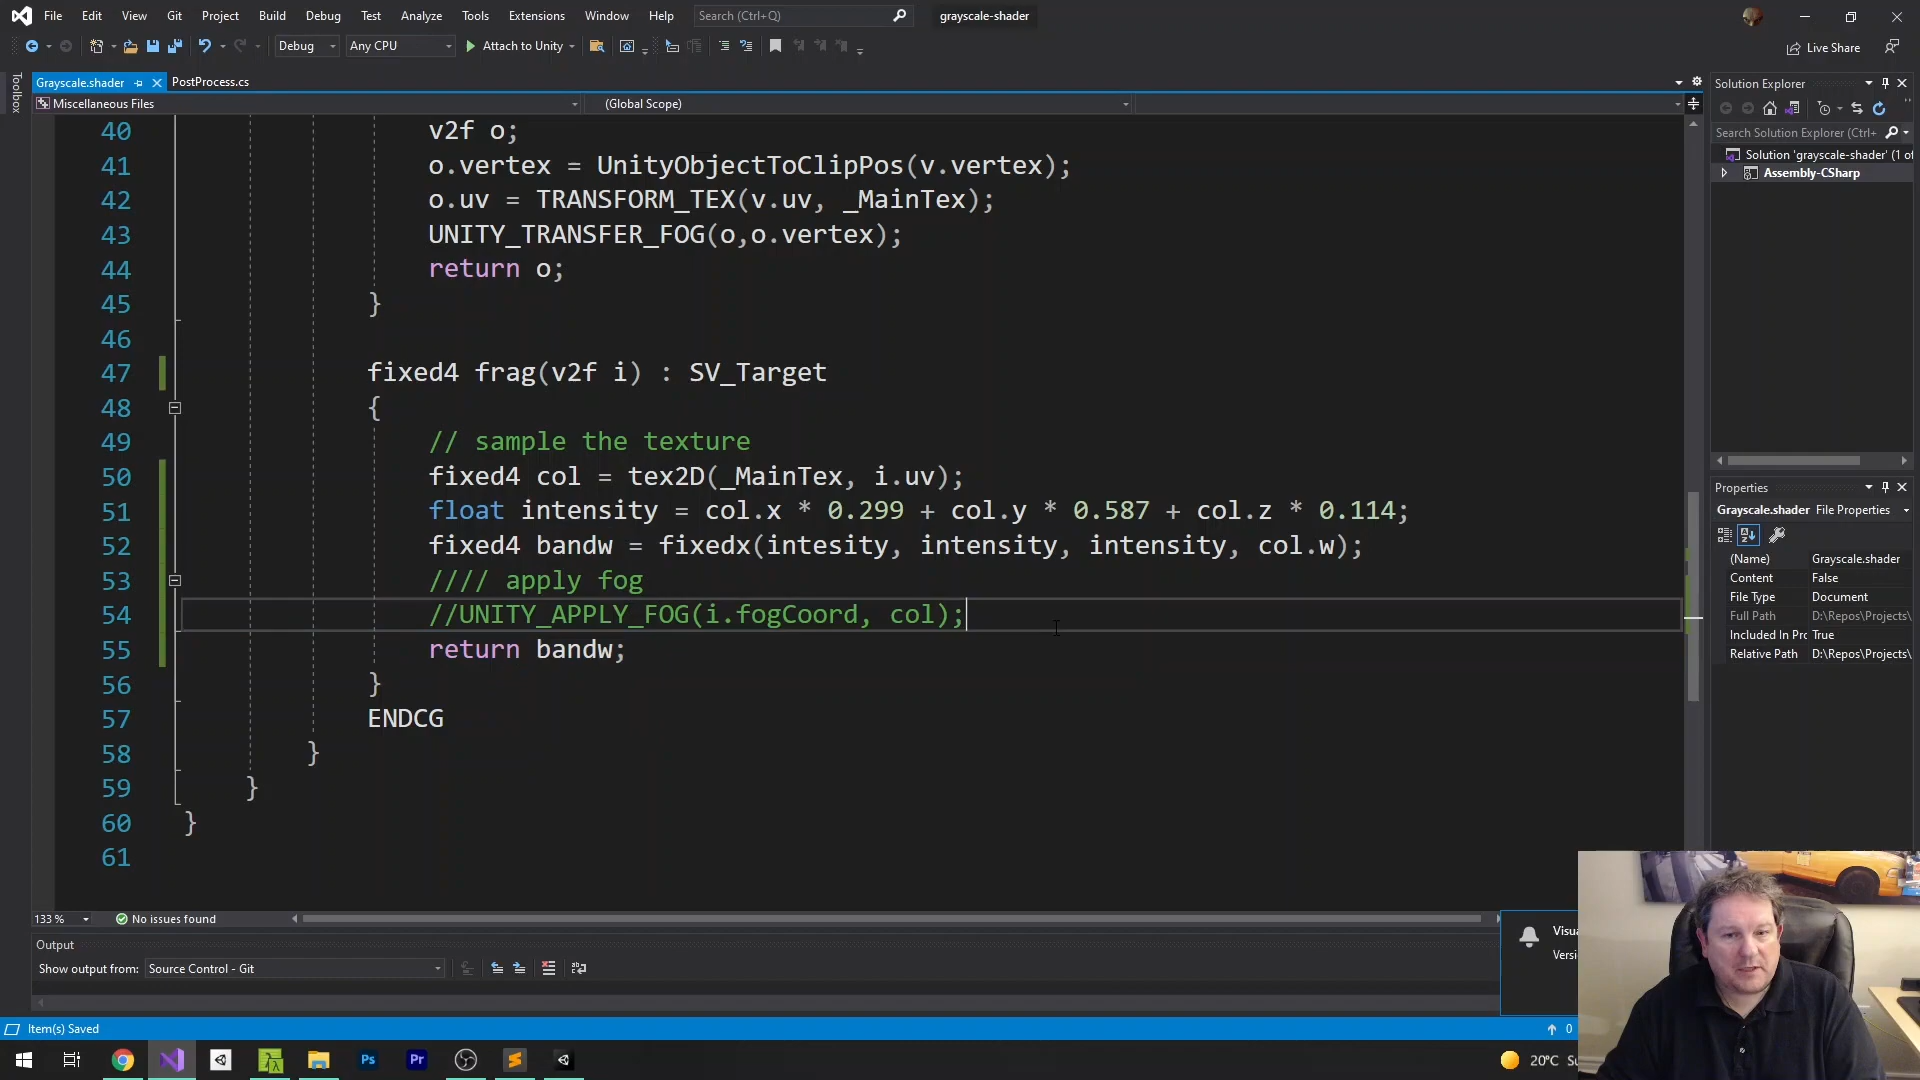 File Edit View Git Project Build Debug Test Analyze Tools Extensions Window Help Search (Ctrl+Q) grayscale-shader
Debug Any CPU Attach to Unity Live Share
Toolbox
Grayscale.shader PostProcess.cs
Miscellaneous Files (Global Scope)
40 v2f o;
41 o.vertex = UnityObjectToClipPos(v.vertex);
42 o.uv = TRANSFORM_TEX(v.uv, _MainTex);
43 UNITY_TRANSFER_FOG(o,o.vertex);
44 return o;
45 }
46
47 fixed4 frag(v2f i) : SV_Target
48 {
49 // sample the texture
50 fixed4 col = tex2D(_MainTex, i.uv);
51 float intensity = col.x * 0.299 + col.y * 0.587 + col.z * 0.114;
52 fixed4 bandw = fixedx(intesity, intensity, intensity, col.w);
53 //// apply fog
54 //UNITY_APPLY_FOG(i.fogCoord, col);
55 return bandw;
56 }
57 ENDCG
58 }
59 }
60 }
61
133 % No issues found
Output
Show output from: Source Control - Git
Item(s) Saved 0
Solution Explorer
Search Solution Explorer (Ctrl+
Solution 'grayscale-shader' (1 of
Assembly-CSharp
Properties
Grayscale.shader File Properties
(Name) Grayscale.shader
Content False
File Type Document
Full Path D:\Repos\Projects\
Included In Prc True
Relative Path D:\Repos\Projects\
Visua
Versi
Ps Pr 20°C Su